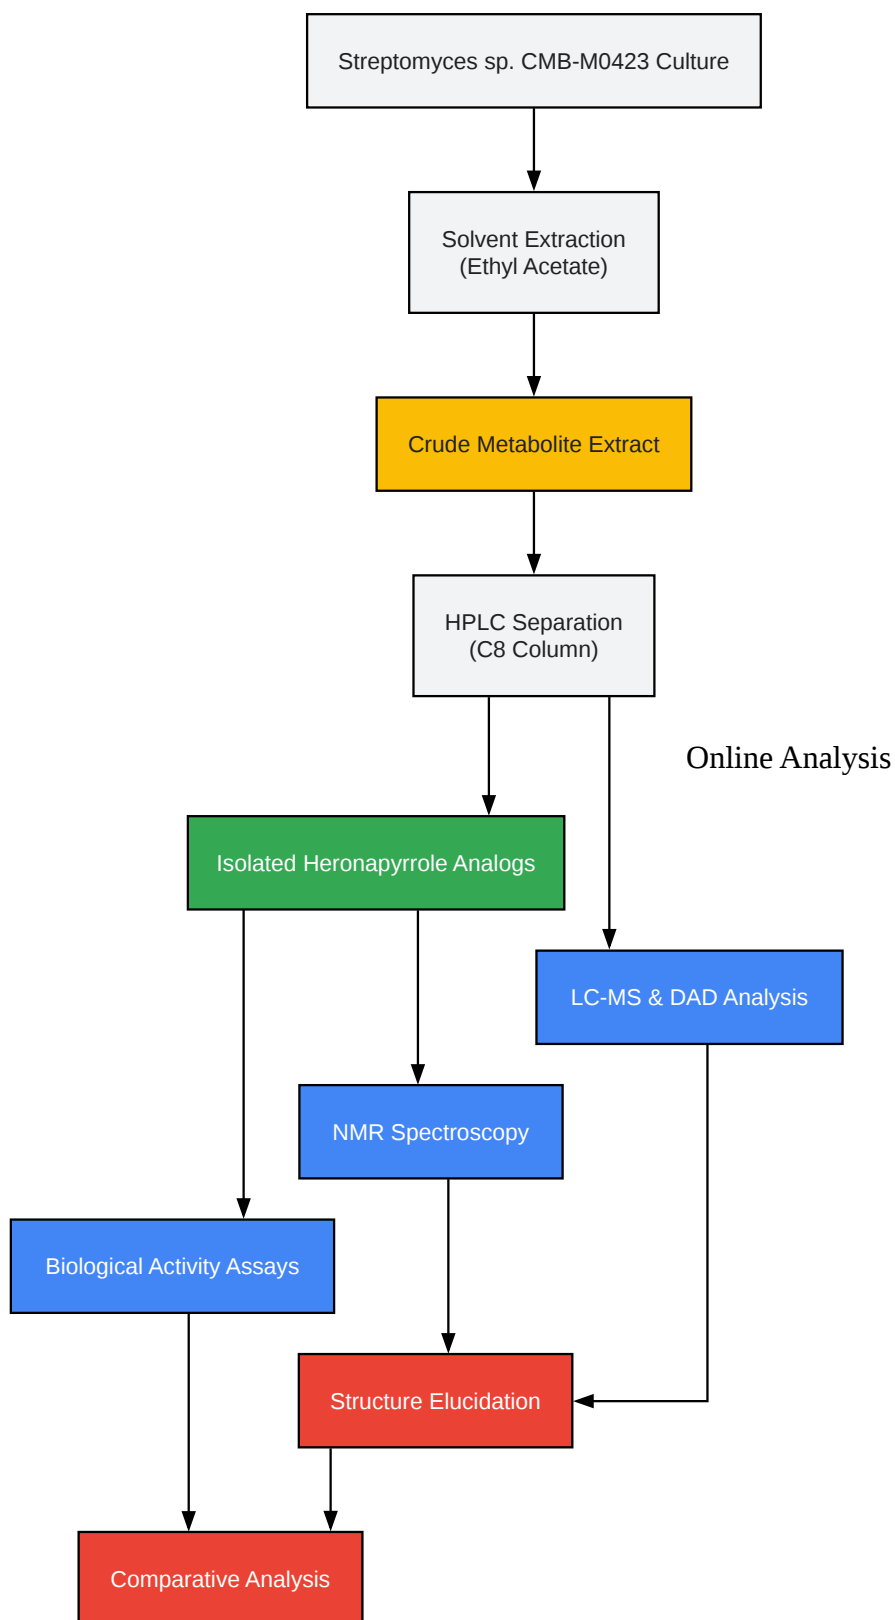 Streptomyces sp. CMB-M0423 Culture
Solvent Extraction
(Ethyl Acetate)
Crude Metabolite Extract
HPLC Separation
(C8 Column)
Online Analysis
Isolated Heronapyrrole Analogs
LC-MS & DAD Analysis
NMR Spectroscopy
Biological Activity Assays
Structure Elucidation
Comparative Analysis